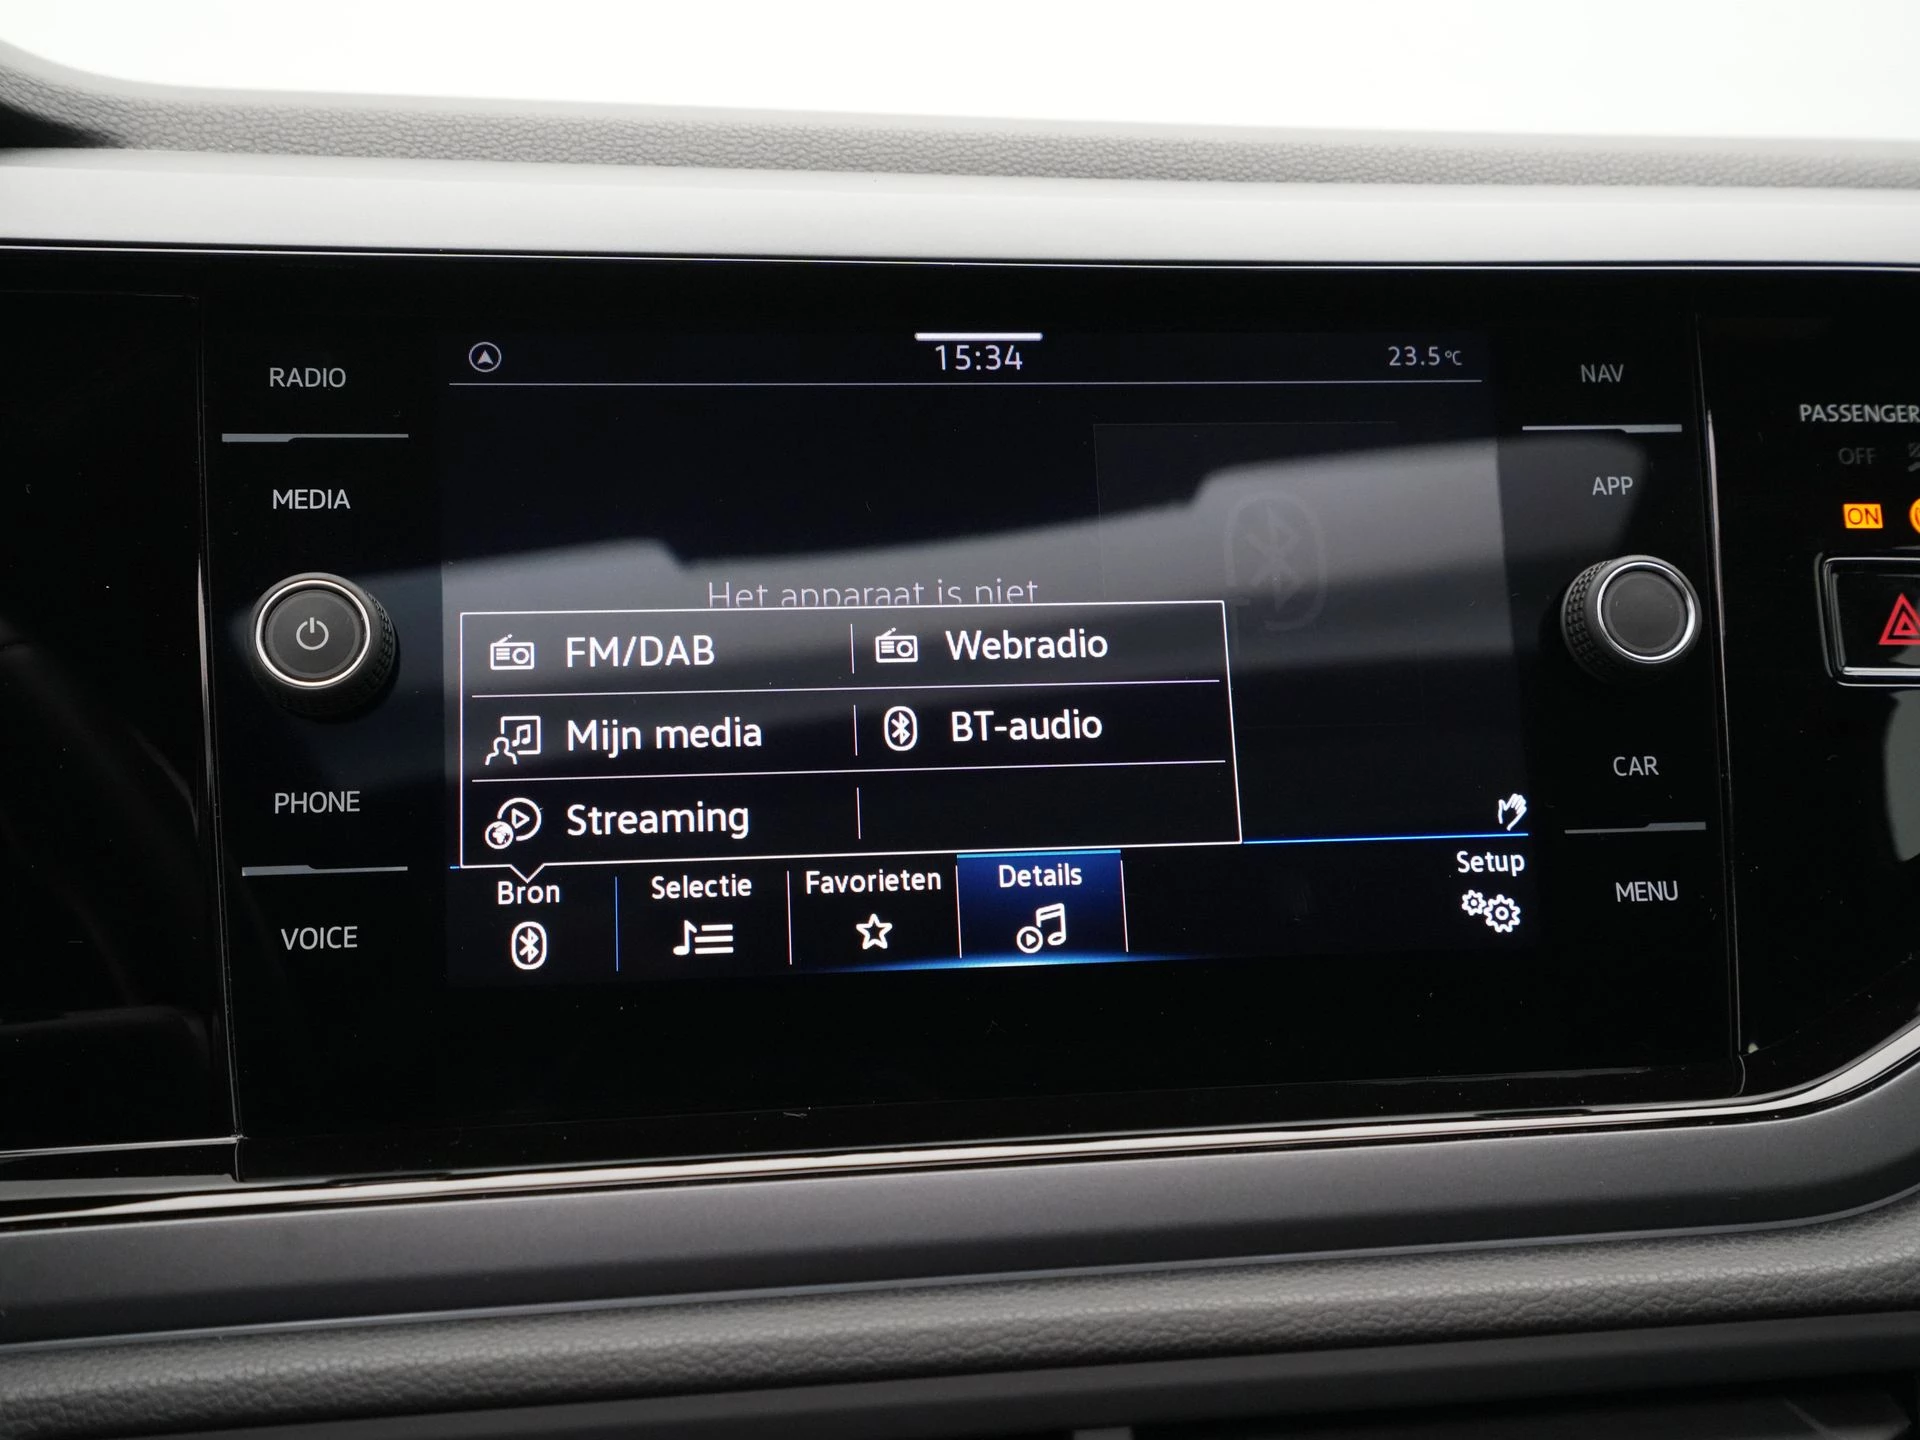 RADIO
MEDIA
PHONE
VOICE
15:34
23.5°C
Het apparaat is niet
FM/DAB
Webradio
Mijn media
BT-audio
Streaming
Bron
Selectie
Favorieten
Details
Setup
NAV
APP
CAR
MENU
PASSENGER
OFF
ON